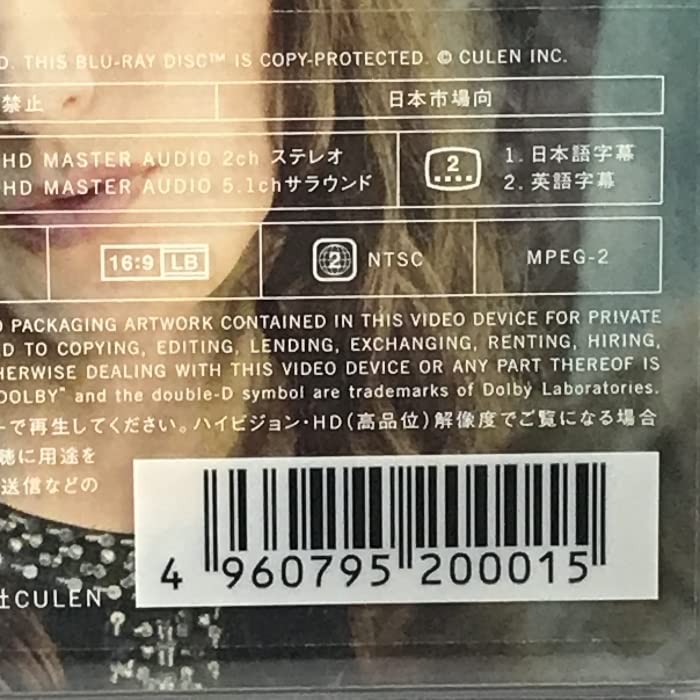 D. THIS BLU-RAY DISC™ IS COPY-PROTECTED. © CULEN INC.
禁止
日本市場向
HD MASTER AUDIO 2ch ステレオ
HD MASTER AUDIO 5.1chサラウンド
2
1. 日本語字幕
2. 英語字幕
16:9 LB
2 NTSC
MPEG-2
PACKAGING ARTWORK CONTAINED IN THIS VIDEO DEVICE FOR PRIVATE
D TO COPYING, EDITING, LENDING, EXCHANGING, RENTING, HIRING,
HERWISE DEALING WITH THIS VIDEO DEVICE OR ANY PART THEREOF IS
DOLBY" and the double-D symbol are trademarks of Dolby Laboratories.
ーで再生してください。ハイビジョン・HD(高品位)解像度でご覧になる場合
聴に用途を
送信などの
4 960795 200015
社CULEN